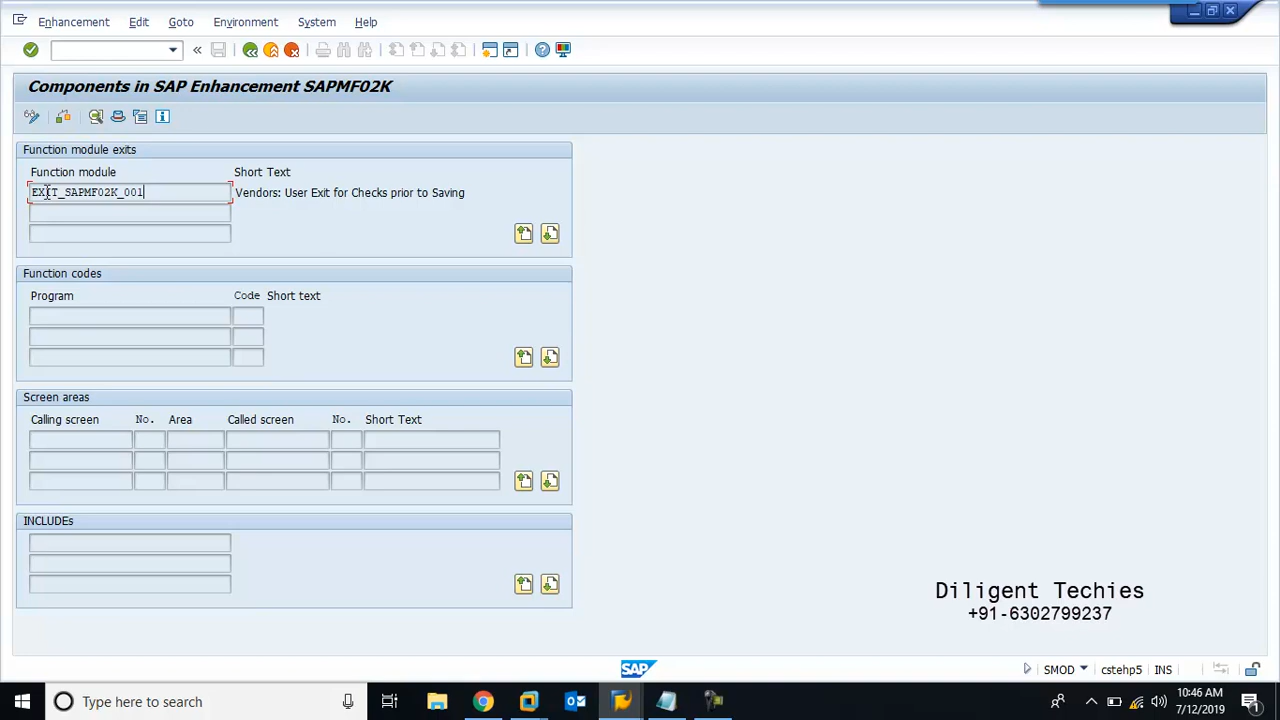 Enhancement Edit Goto Environment System Help
Components in SAP Enhancement SAPMF02K
Function module exits
Function module Short Text
EXIT_SAPMF02K_001 Vendors: User Exit for Checks prior to Saving
Function codes
Program Code Short text
Screen areas
Calling screen No. Area Called screen No. Short Text
INCLUDEs
Diligent Techies
+91-6302799237
SAP SMOD cstehp5 INS
Type here to search
10:46 AM
7/12/2019
1